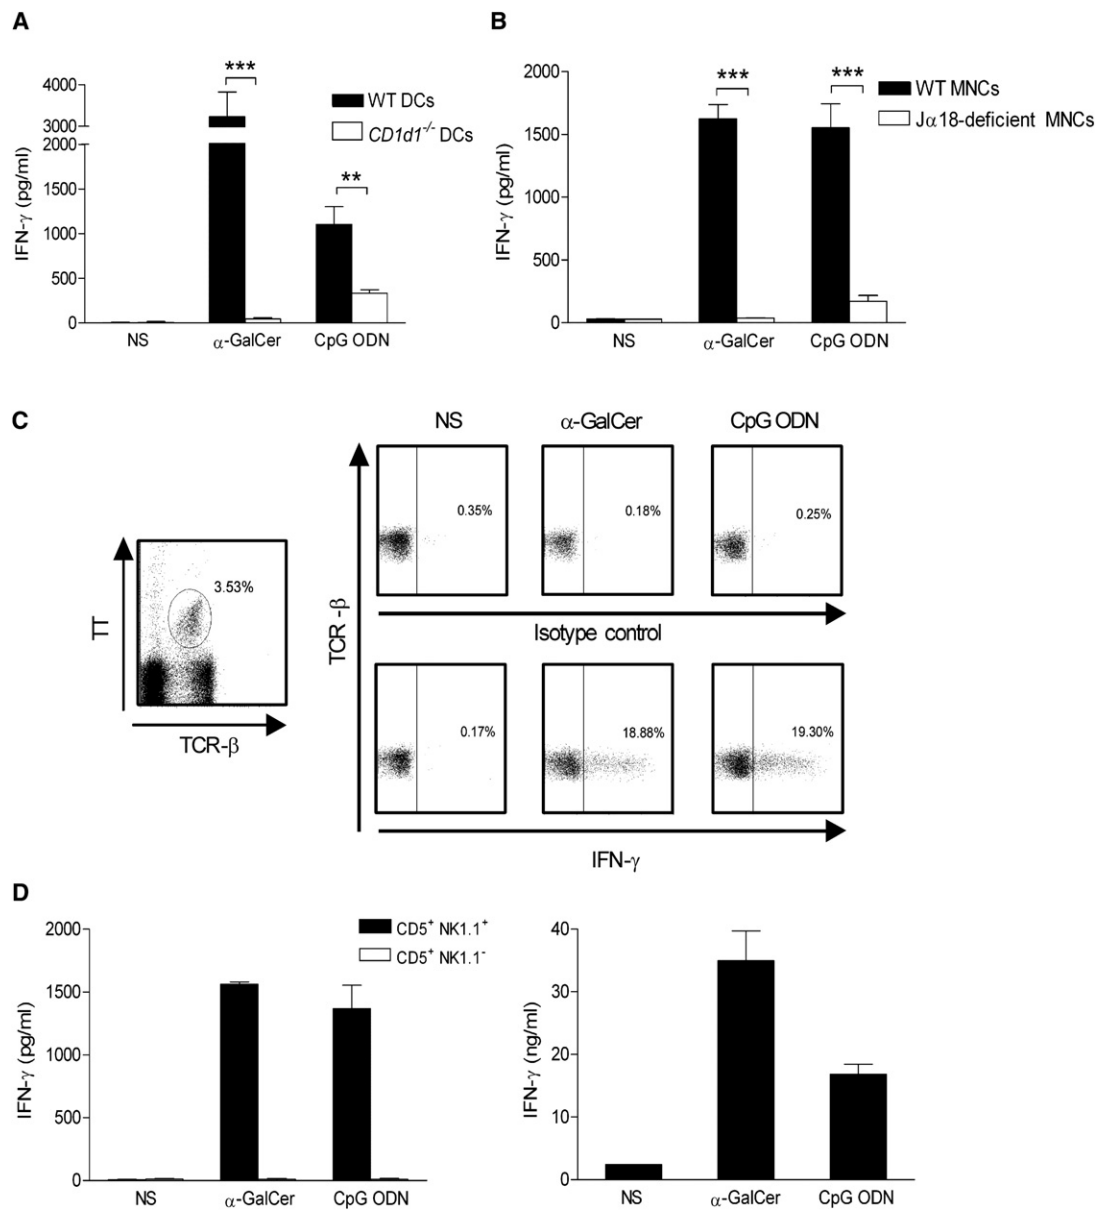 A
IFN-γ (pg/ml)
4000
3000
2000
1500
1000
500
0
***
**
WT DCs
CD1d1-/- DCs
NS
α-GalCer
CpG ODN
B
IFN-γ (pg/ml)
2000
1500
1000
500
0
***
***
WT MNCs
Jα18-deficient MNCs
NS
α-GalCer
CpG ODN
C
TT
3.53%
TCR-β
NS
α-GalCer
CpG ODN
TCR -β
0.35%
0.18%
0.25%
Isotype control
0.17%
18.88%
19.30%
IFN-γ
D
IFN-γ (pg/ml)
2000
1500
1000
500
0
CD5+ NK1.1+
CD5+ NK1.1-
NS
α-GalCer
CpG ODN
IFN-γ (ng/ml)
40
30
20
10
0
NS
α-GalCer
CpG ODN